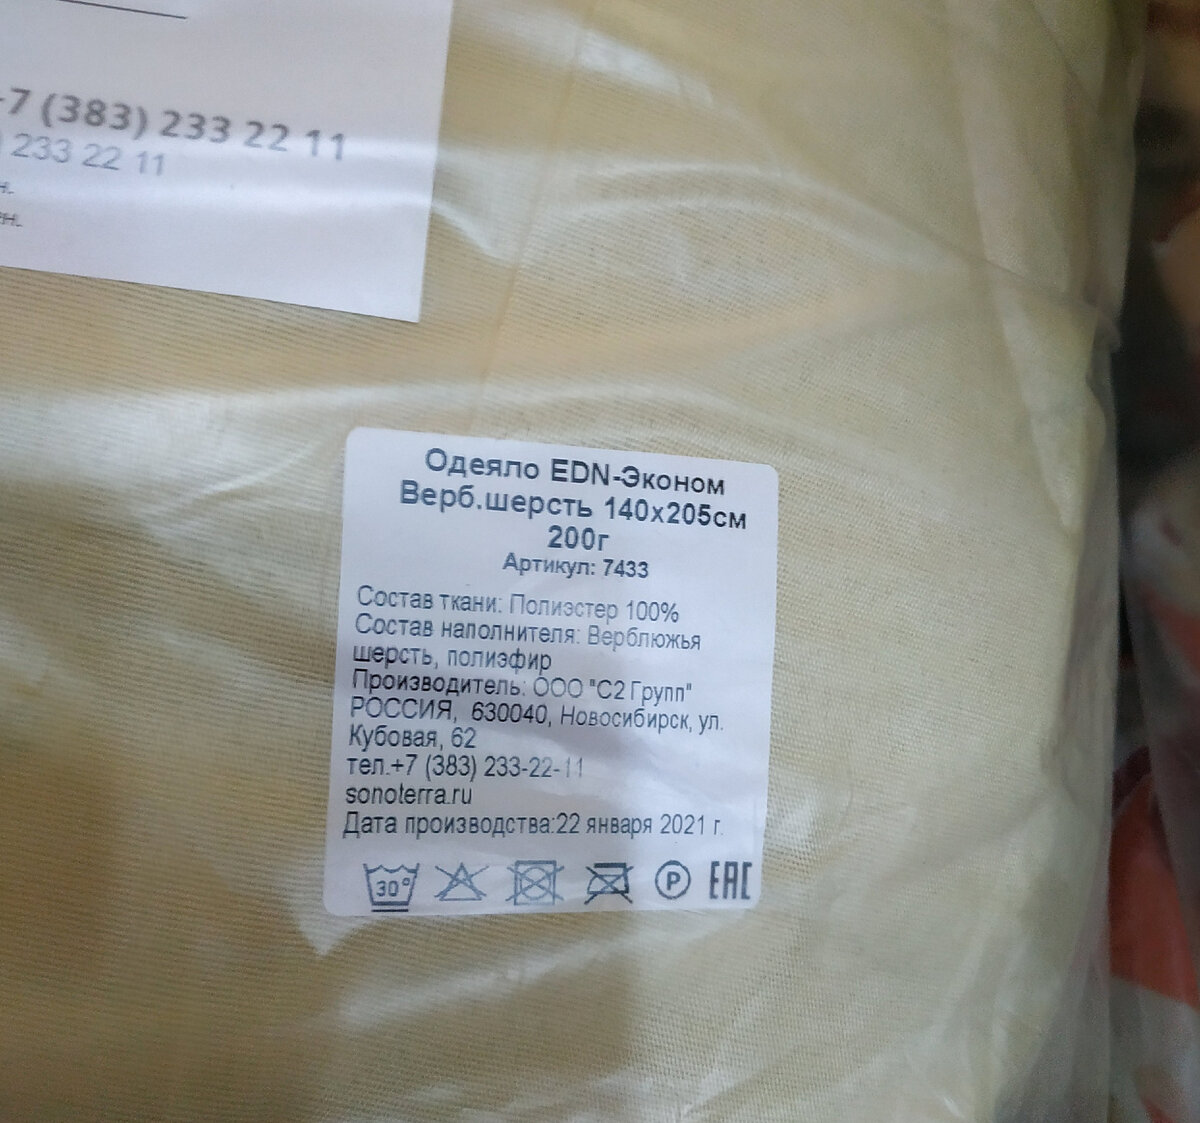 7 (383) 233 22 11
) 233 22 11
Одеяло EDN-Эконом
Верб.шерсть 140х205см
200г
Артикул: 7433
Состав ткани: Полиэстер 100%
Состав наполнителя: Верблюжья
шерсть, полиэфир
Производитель: ООО "С2 Групп"
РОССИЯ, 630040, Новосибирск, ул.
Кубовая, 62
тел.+7 (383) 233-22-11
sonoterra.ru
Дата производства:22 января 2021 г.
30° P EAC